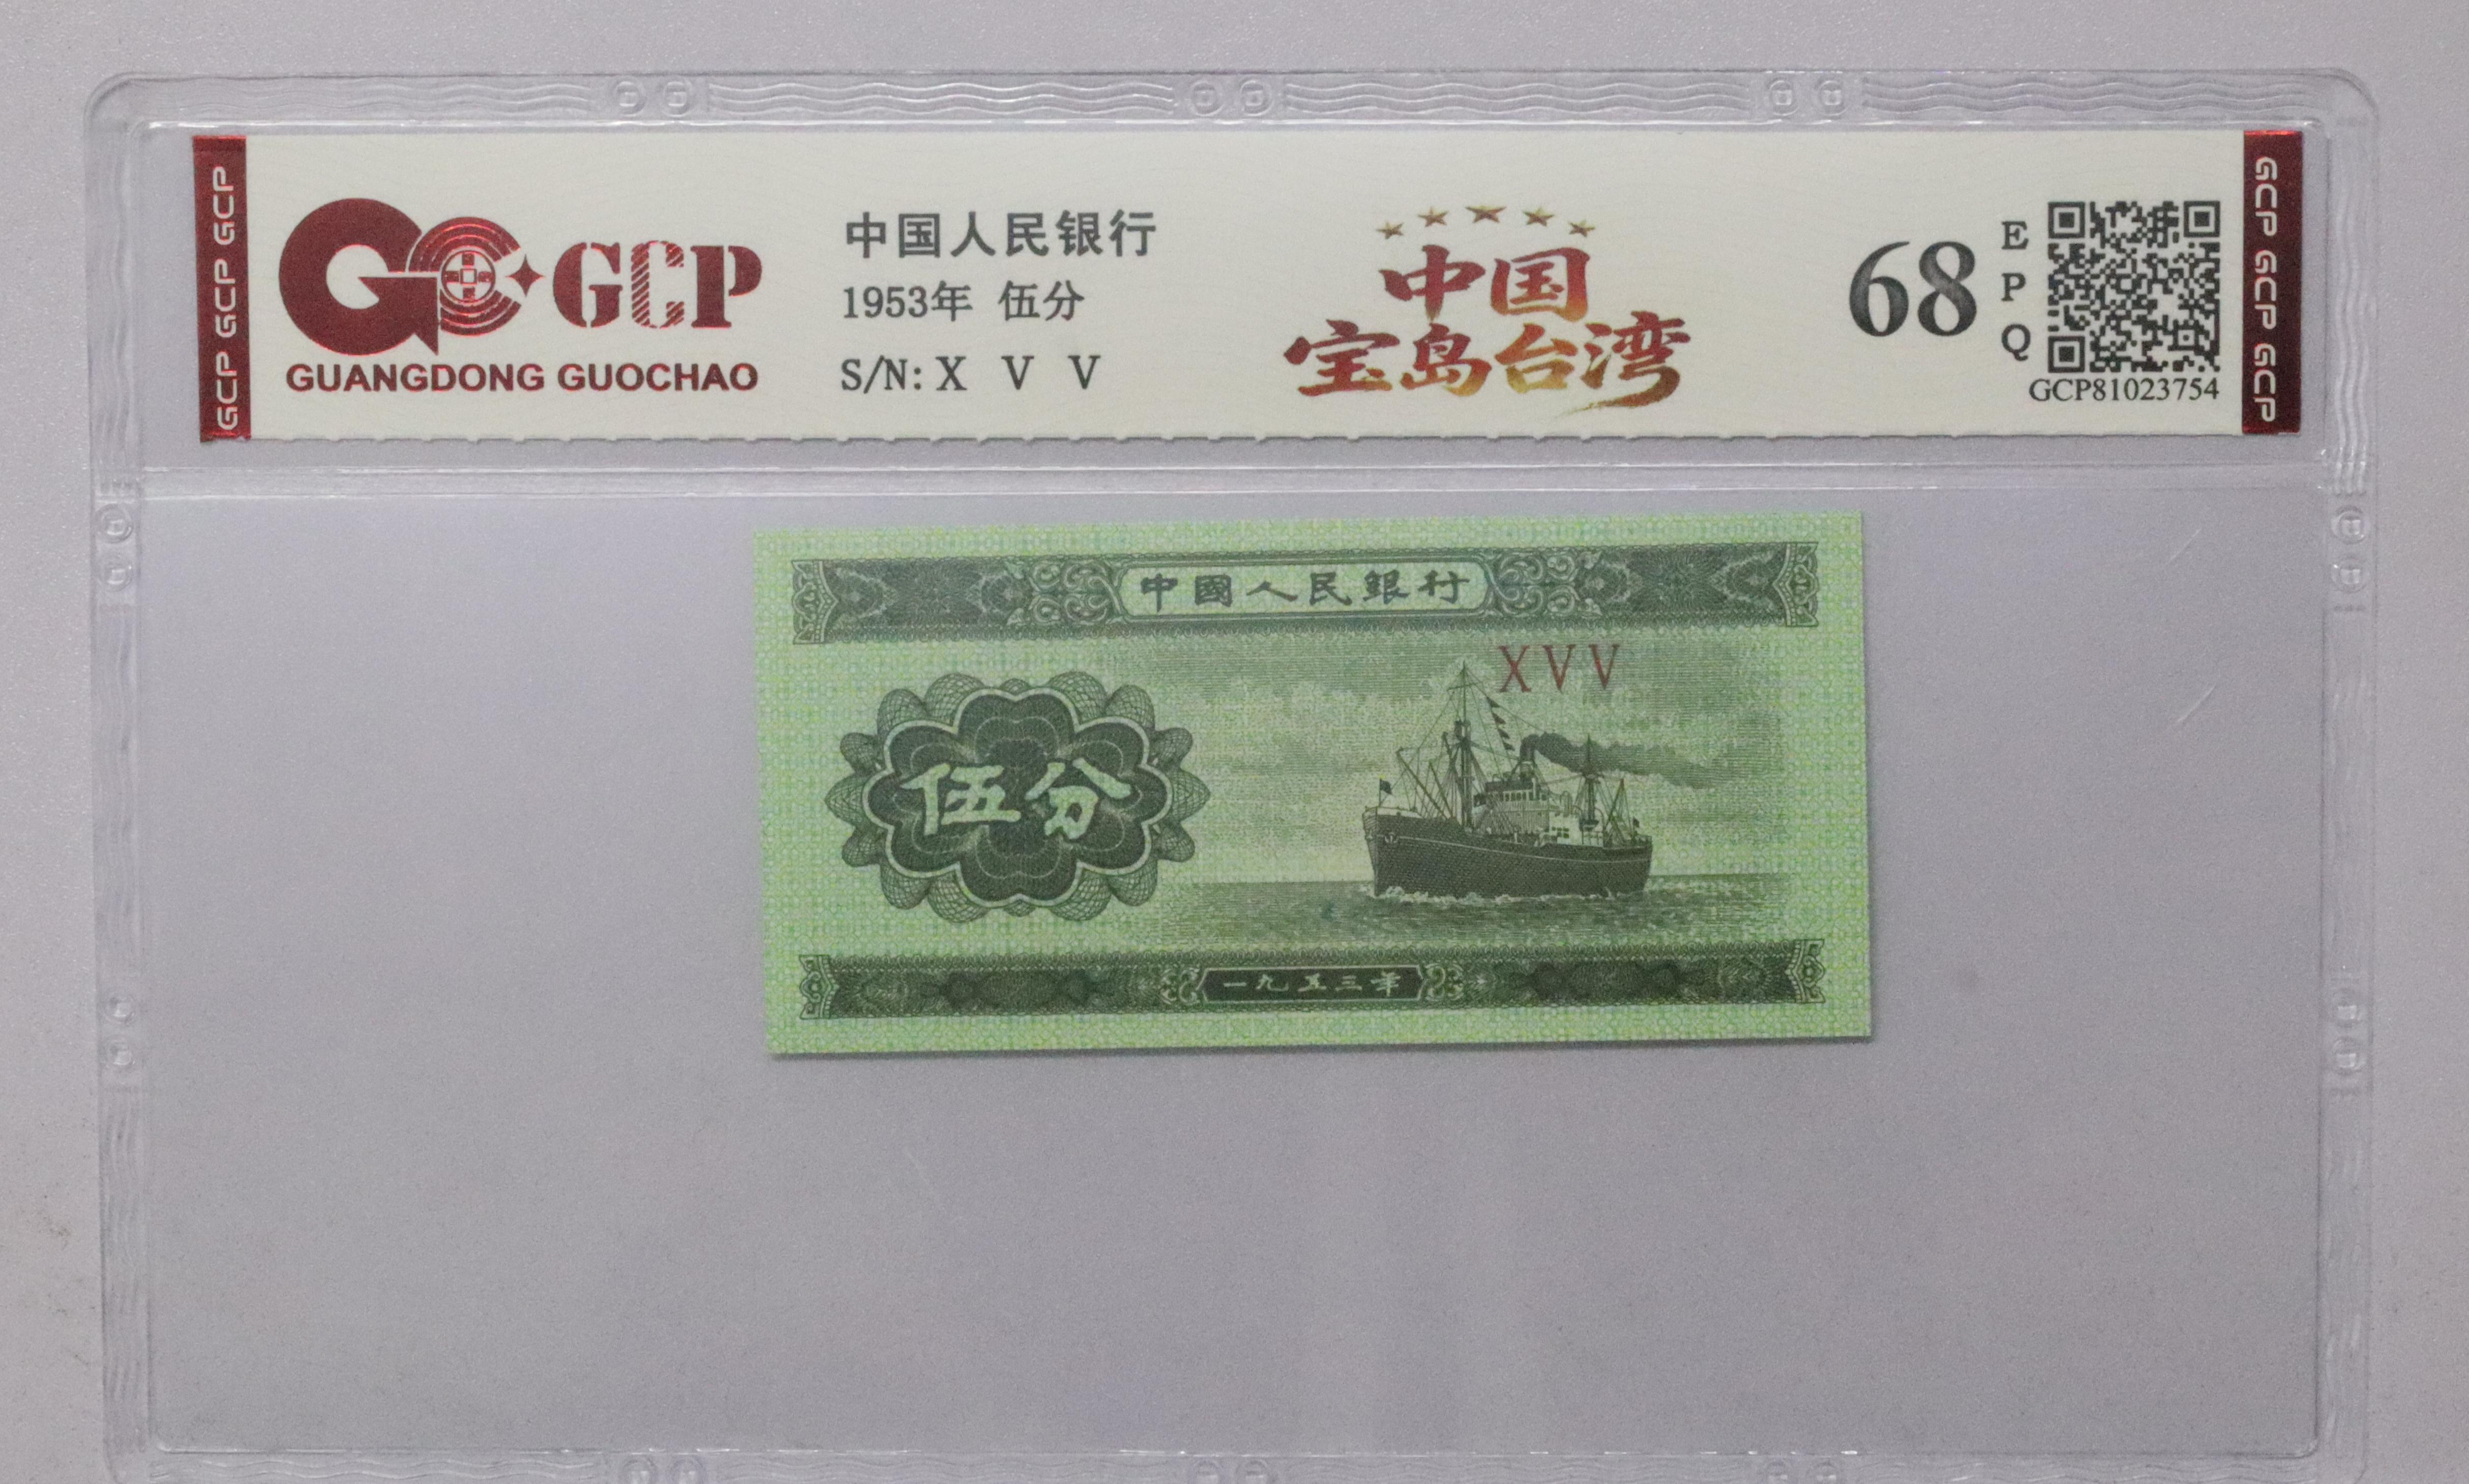 GCP GCP GCP
GCP
GUANGDONG GUOCHAO
中国人民银行
1953年 伍分
S/N: X V V
中国
宝岛台湾
68
E
P
Q
GCP81023754
GCP GCP GCP
中國人民銀行
XVV
伍分
一九五三年